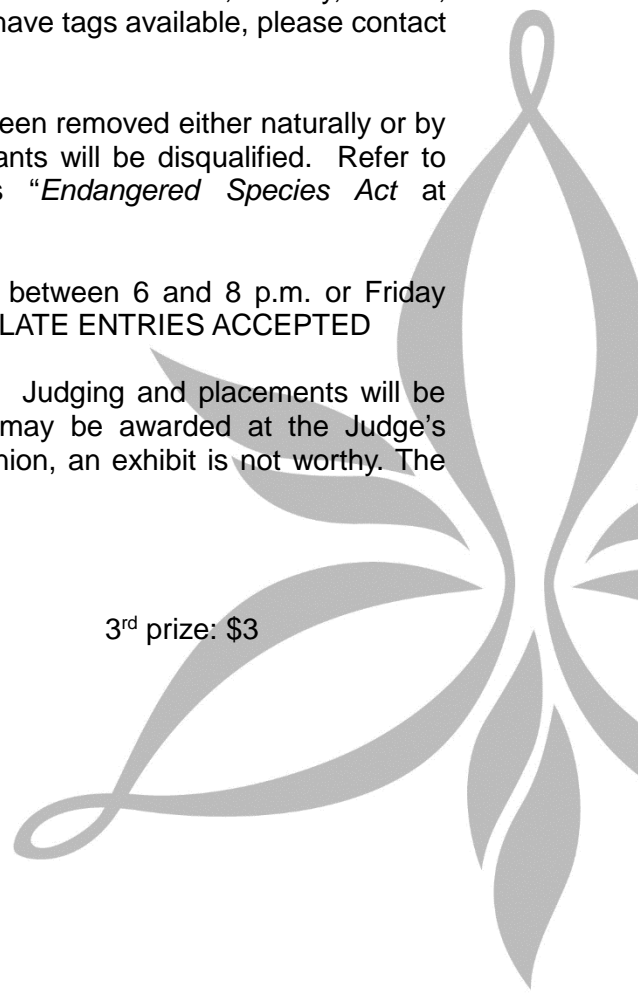 have tags available, please contact
een removed either naturally or by
ants will be disqualified. Refer to
s “Endangered Species Act at
between 6 and 8 p.m. or Friday
LATE ENTRIES ACCEPTED
Judging and placements will be
may be awarded at the Judge’s
nion, an exhibit is not worthy. The
3rd prize: $3